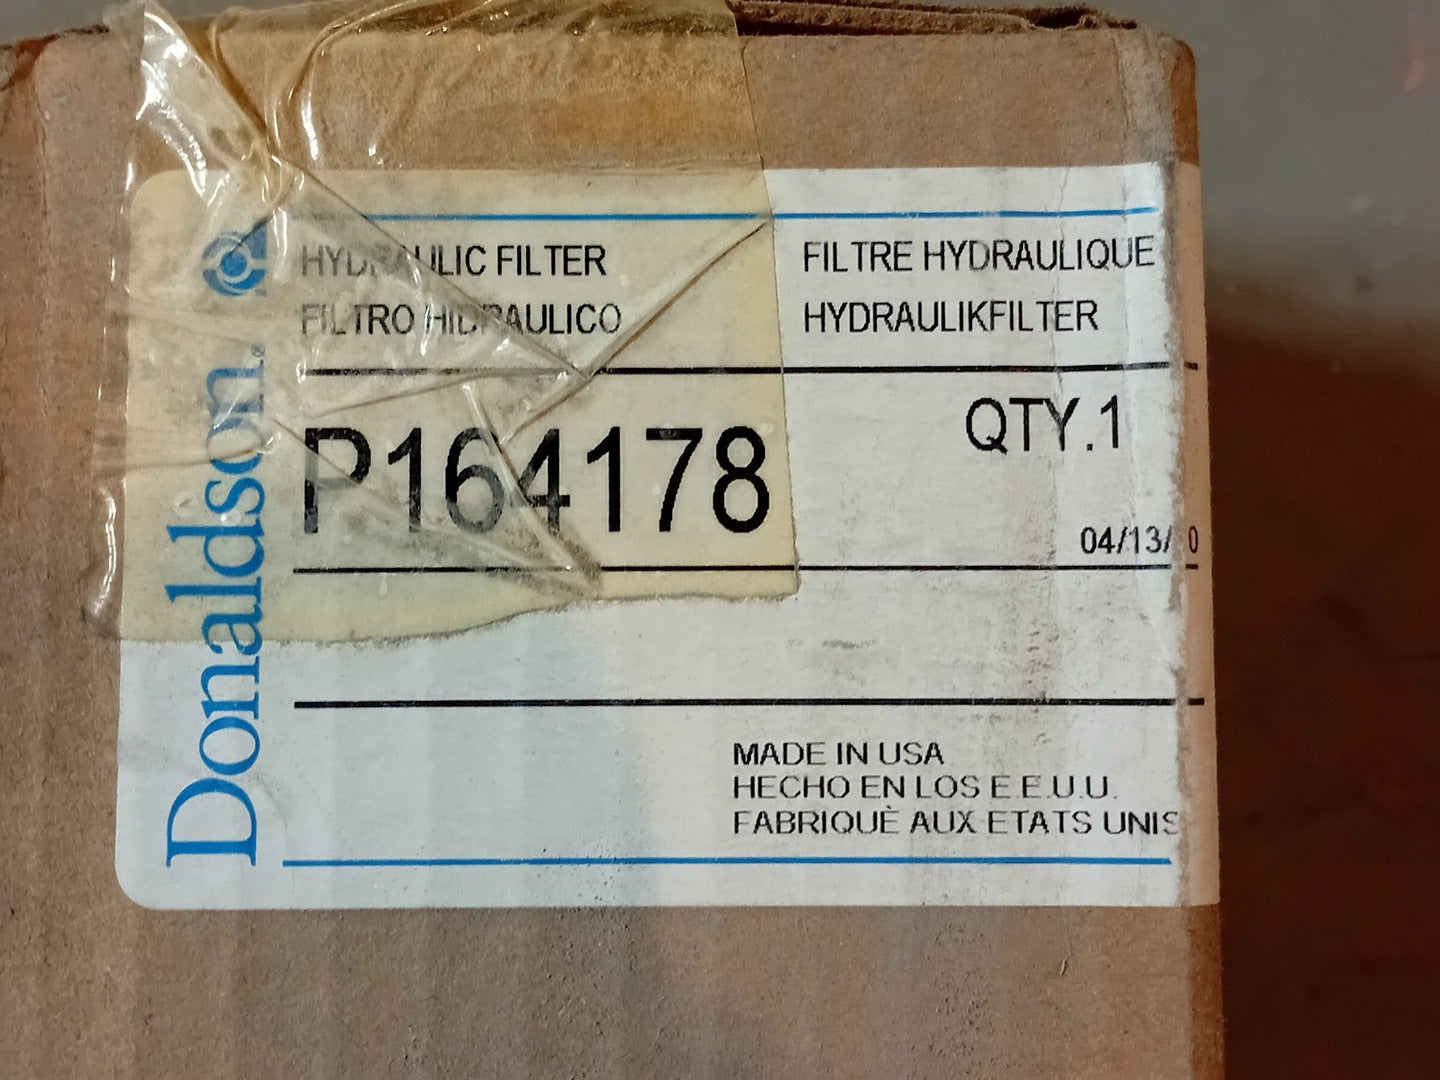 HYDRAULIC FILTER
FILTRO HIDRAULICO
FILTRE HYDRAULIQUE
HYDRAULIKFILTER
Donaldson®
P164178
QTY.1
MADE IN USA
HECHO EN LOS E.E.U.U.
FABRIQUÈ AUX ETATS UNIS